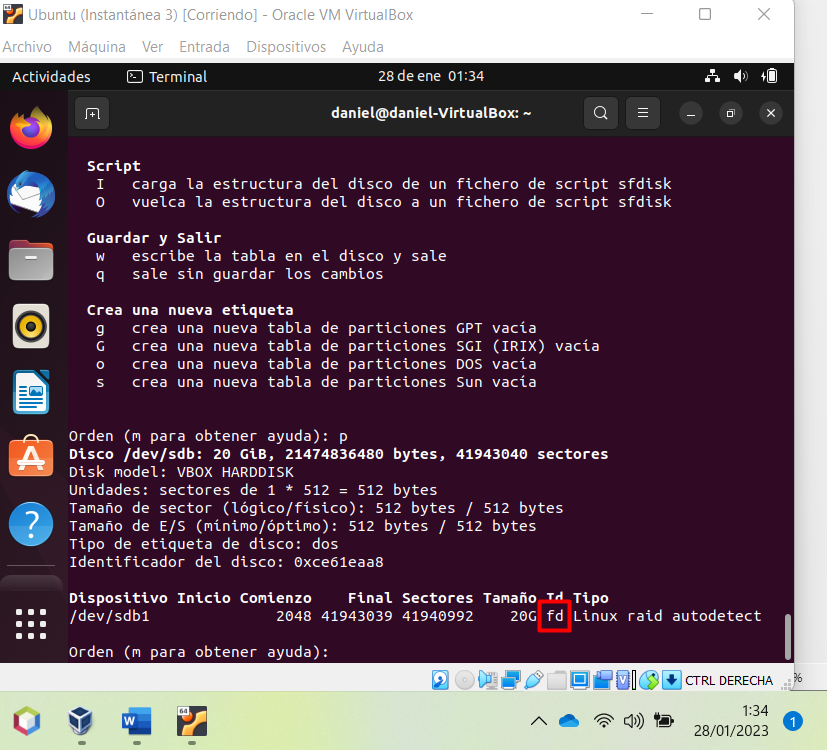 Ubuntu (Instantánea 3) [Corriendo] - Oracle VM VirtualBox
Archivo Máquina Ver Entrada Dispositivos Ayuda
Actividades Terminal 28 de ene 01:34
daniel@daniel-VirtualBox: ~
Script
I carga la estructura del disco de un fichero de script sfdisk
O vuelca la estructura del disco a un fichero de script sfdisk
Guardar y Salir
w escribe la tabla en el disco y sale
q sale sin guardar los cambios
Crea una nueva etiqueta
g crea una nueva tabla de particiones GPT vacía
G crea una nueva tabla de particiones SGI (IRIX) vacía
o crea una nueva tabla de particiones DOS vacía
s crea una nueva tabla de particiones Sun vacía
Orden (m para obtener ayuda): p
Disco /dev/sdb: 20 GiB, 21474836480 bytes, 41943040 sectores
Disk model: VBOX HARDDISK
Unidades: sectores de 1 * 512 = 512 bytes
Tamaño de sector (lógico/físico): 512 bytes / 512 bytes
Tamaño de E/S (mínimo/óptimo): 512 bytes / 512 bytes
Tipo de etiqueta de disco: dos
Identificador del disco: 0xce61eaa8
Dispositivo Inicio Comienzo Final Sectores Tamaño Id Tipo
/dev/sdb1 2048 41943039 41940992 20G fd Linux raid autodetect
Orden (m para obtener ayuda):
CTRL DERECHA %
64 W 64 1:34
28/01/2023 1